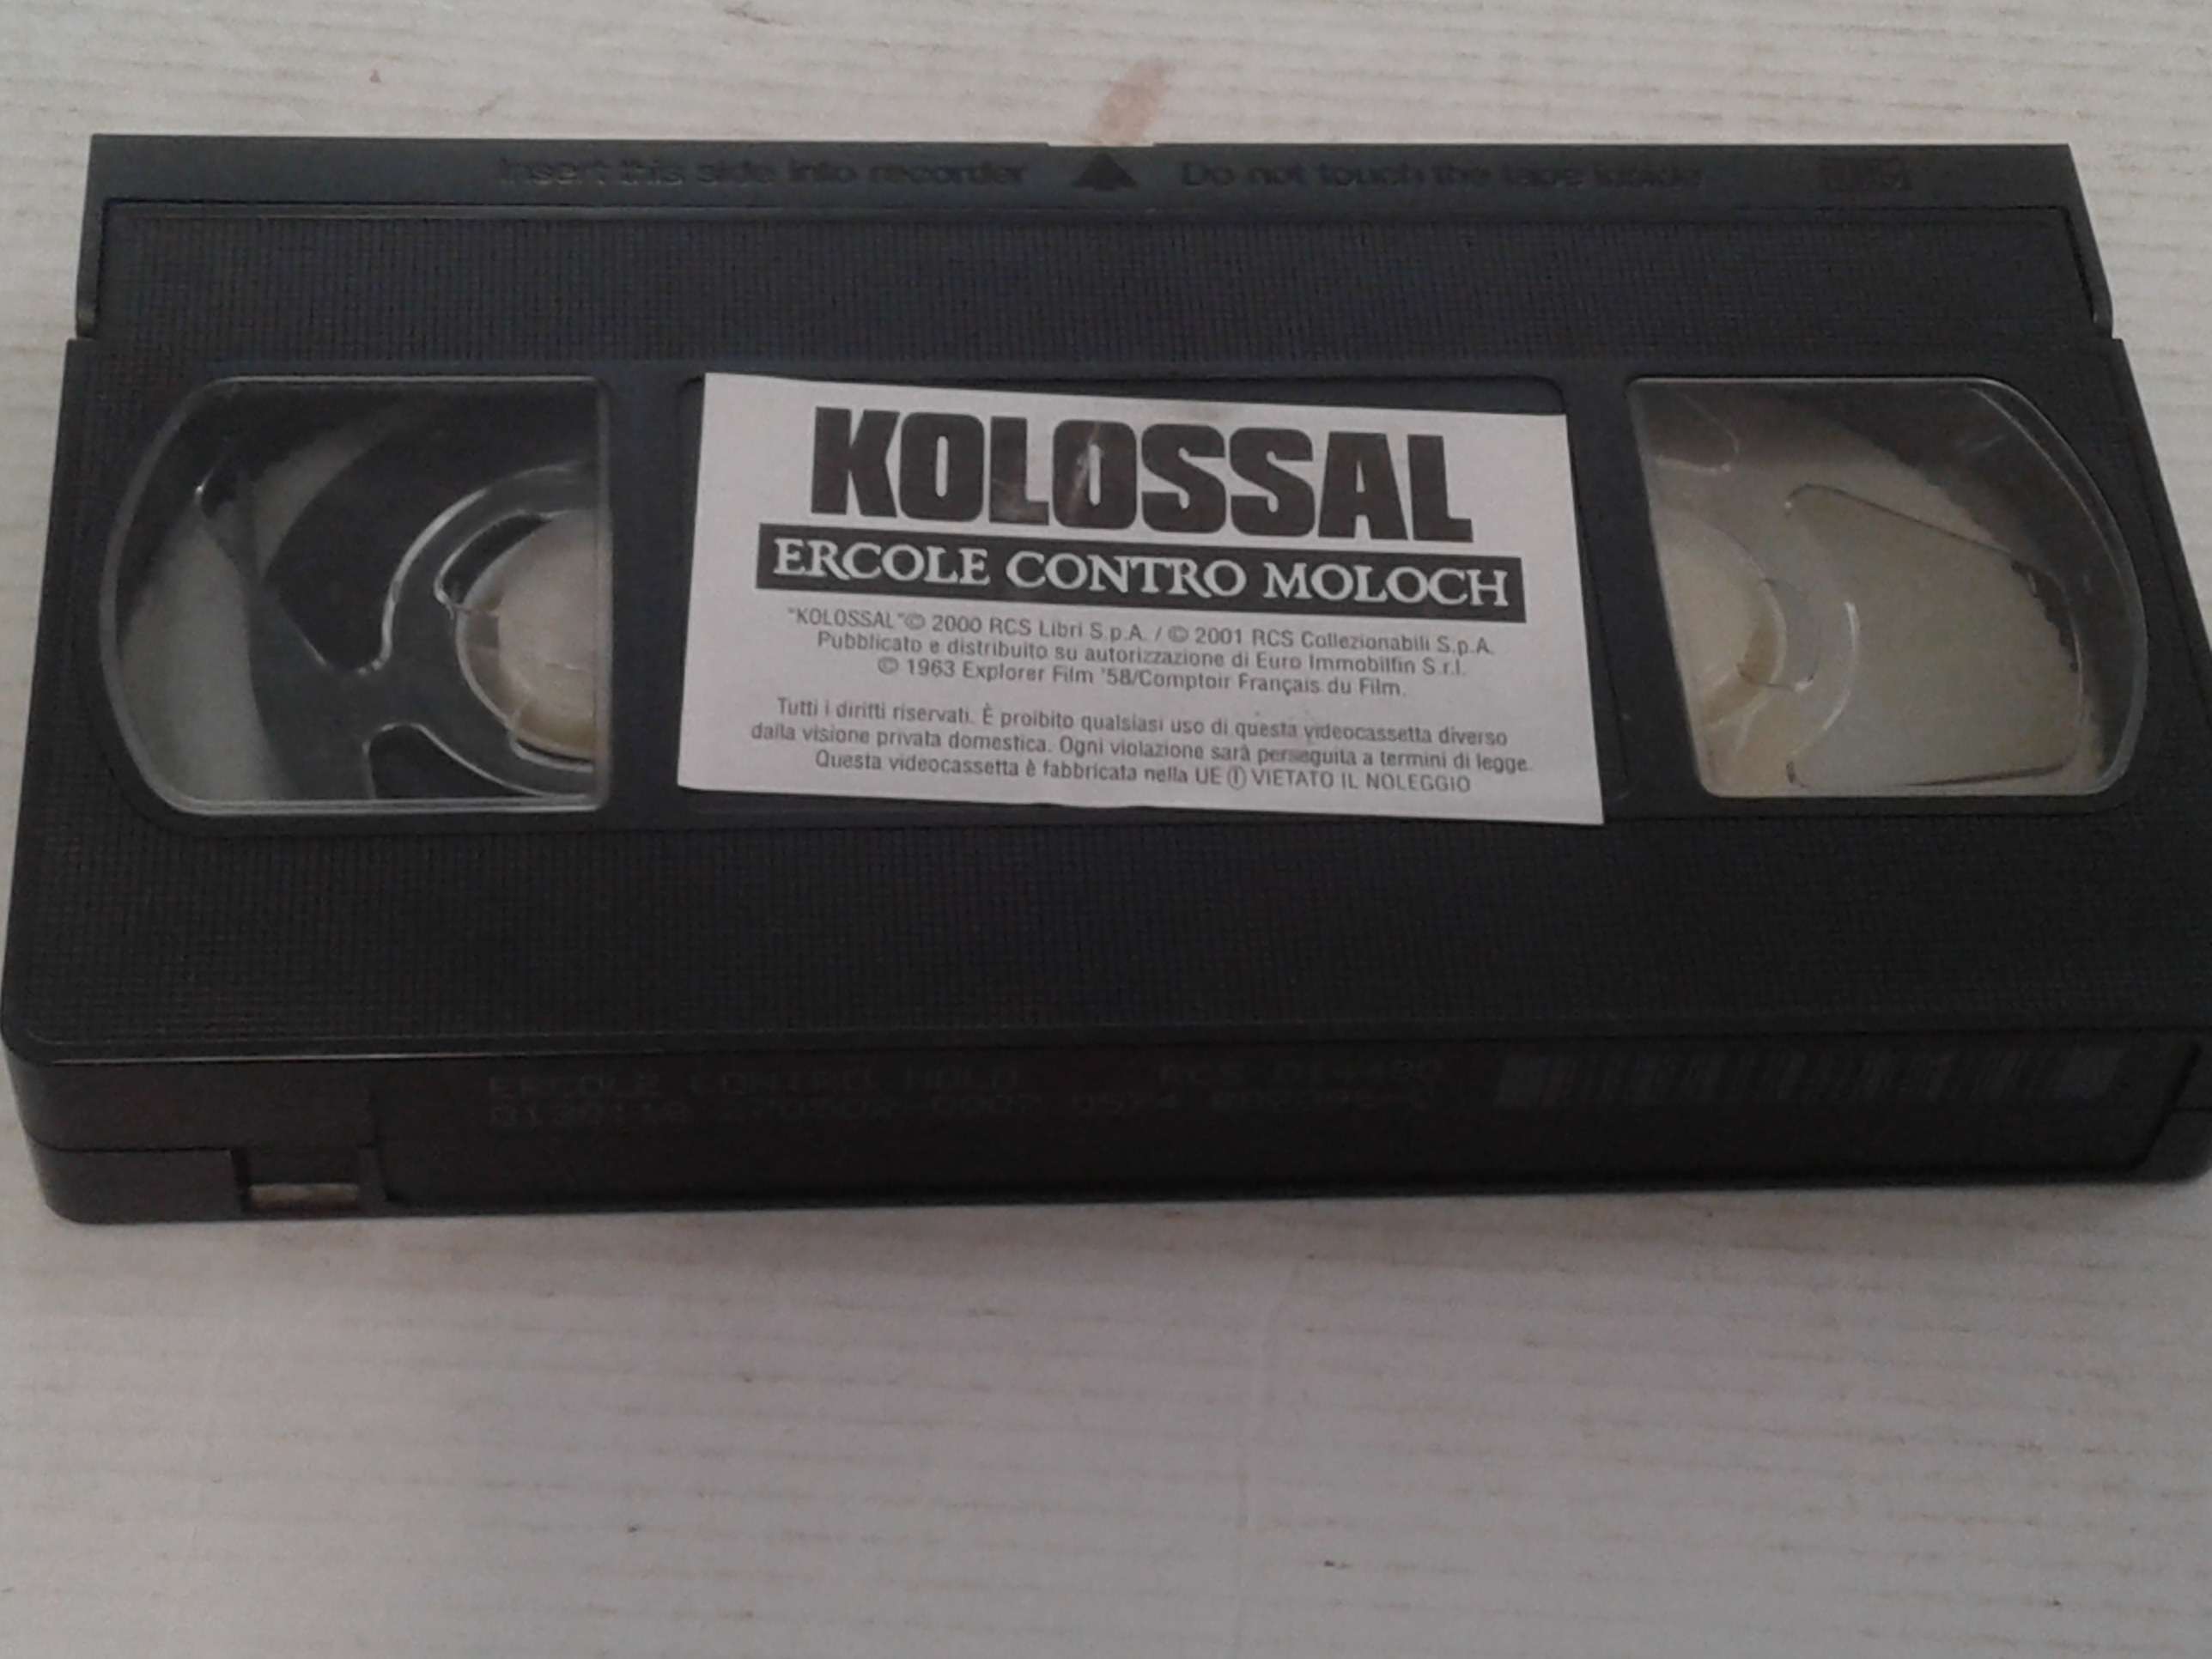 Insert this side into recorder Do not touch the tape inside
KOLOSSAL
ERCOLE CONTRO MOLOCH
"KOLOSSAL"© 2000 RCS Libri S.p.A. / © 2001 RCS Collezionabili S.p.A.
Pubblicato e distribuito su autorizzazione di Euro Immobilfin S.r.l.
© 1963 Explorer Film '58/Comptoir Français du Film.
Tutti i diritti riservati. È proibito qualsiasi uso di questa videocassetta diverso
dalla visione privata domestica. Ogni violazione sarà perseguita a termini di legge.
Questa videocassetta è fabbricata nella UE Ⓘ VIETATO IL NOLEGGIO
ERCOLE CONTRO MOLO